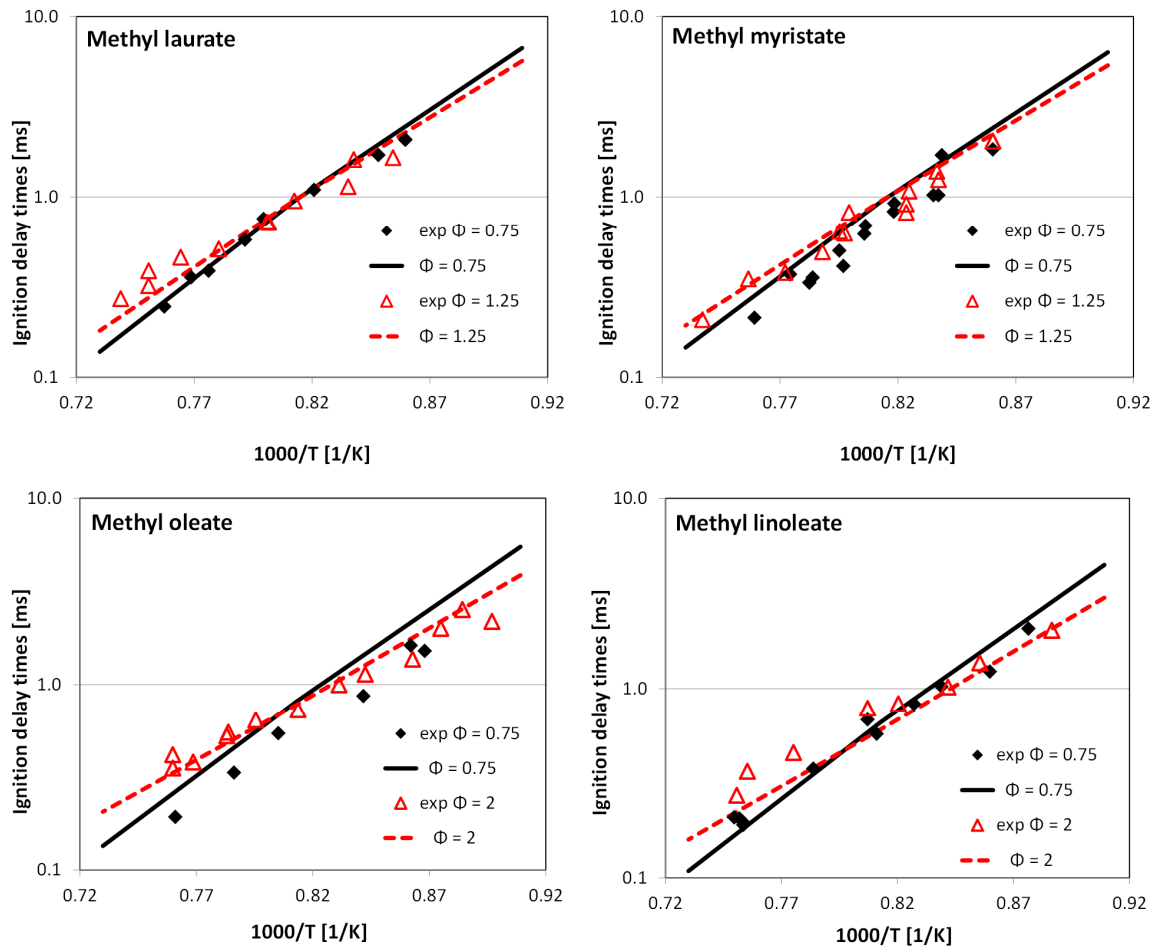 Methyl laurate
10.0
1.0
0.1
Ignition delay times [ms]
exp Φ = 0.75
Φ = 0.75
exp Φ = 1.25
Φ = 1.25
0.72 0.77 0.82 0.87 0.92
1000/T [1/K]
Methyl myristate
10.0
1.0
0.1
Ignition delay times [ms]
exp Φ = 0.75
Φ = 0.75
exp Φ = 1.25
Φ = 1.25
0.72 0.77 0.82 0.87 0.92
1000/T [1/K]
Methyl oleate
10.0
1.0
0.1
Ignition delay times [ms]
exp Φ = 0.75
Φ = 0.75
exp Φ = 2
Φ = 2
0.72 0.77 0.82 0.87 0.92
1000/T [1/K]
Methyl linoleate
10.0
1.0
0.1
Ignition delay times [ms]
exp Φ = 0.75
Φ = 0.75
exp Φ = 2
Φ = 2
0.72 0.77 0.82 0.87 0.92
1000/T [1/K]